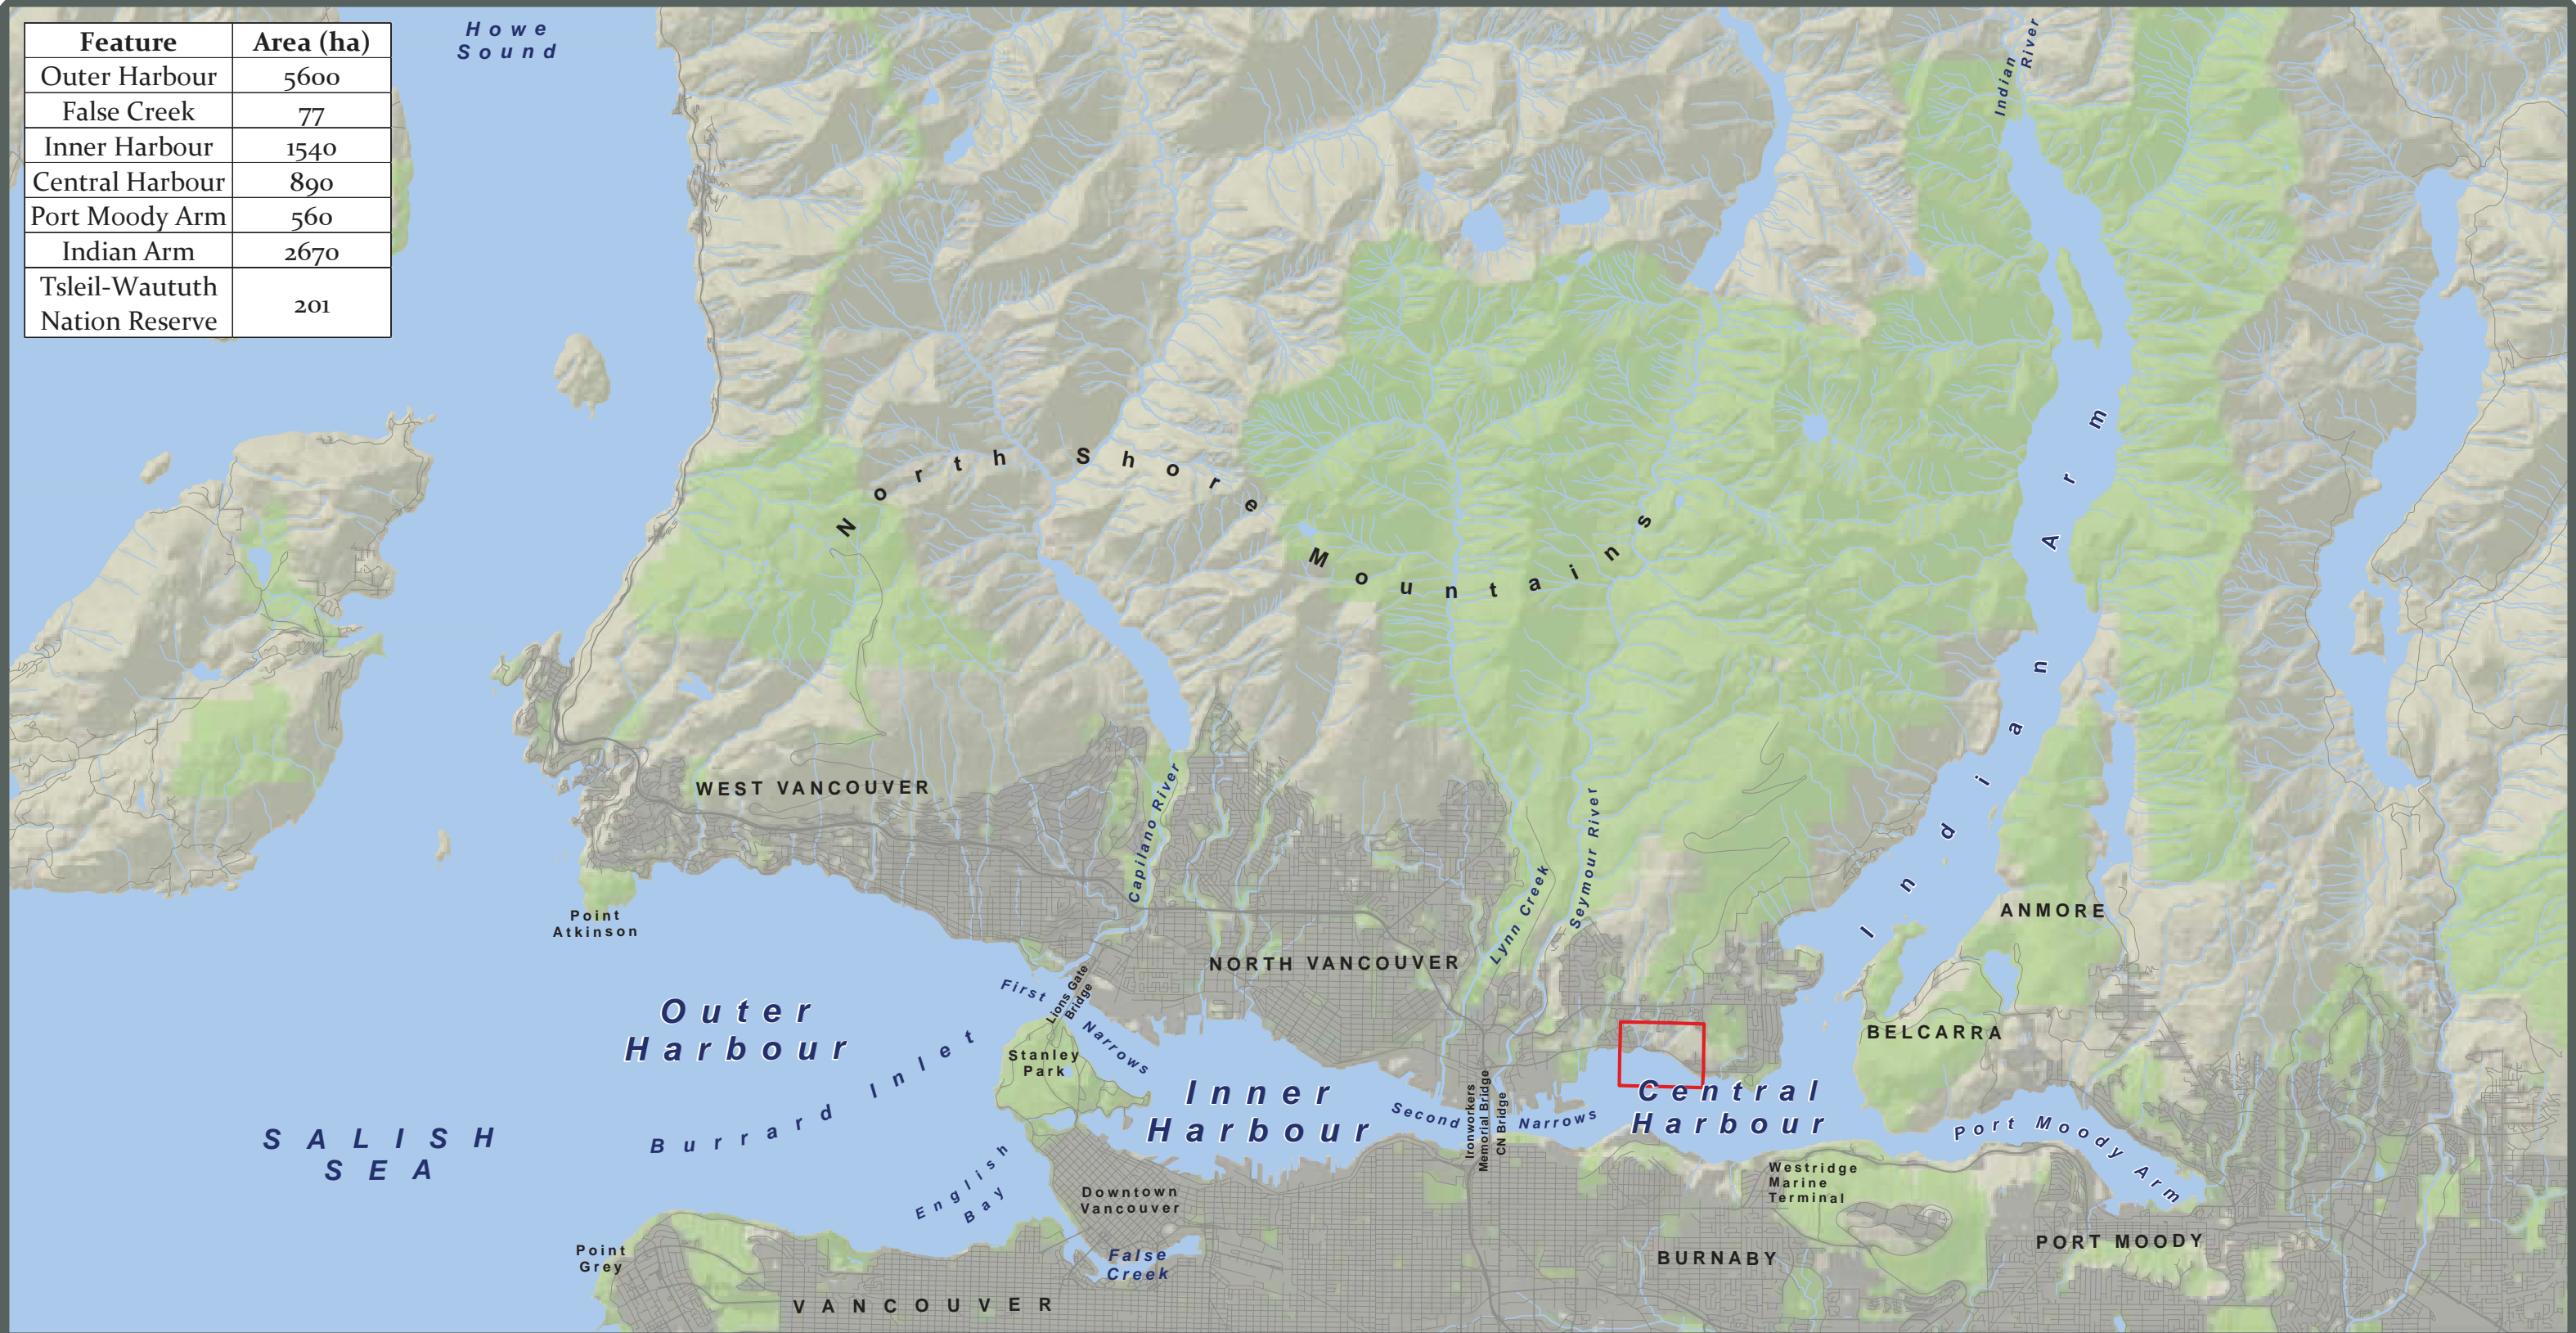 Feature Area (ha)
Outer Harbour 5600
False Creek 77
Inner Harbour 1540
Central Harbour 890
Port Moody Arm 560
Indian Arm 2670
Tsleil-Waututh
Nation Reserve 201
Howe
Sound
Indian
River
North Shore
Mountains
Indian Arm
WEST VANCOUVER
Capilano River
Lynn Creek
Seymour River
Point
Atkinson
ANMORE
NORTH VANCOUVER
First
Narrows
Lions Gate
Bridge
Outer
Harbour
Burrard Inlet
Stanley
Park
BELCARRA
Inner
Harbour
Second
Narrows
Ironworkers
Memorial Bridge
CN Bridge
Central
Harbour
Port Moody Arm
SALISH
SEA
English
Bay
Downtown
Vancouver
Westridge
Marine
Terminal
Point
Grey
False
Creek
BURNABY
PORT MOODY
VANCOUVER